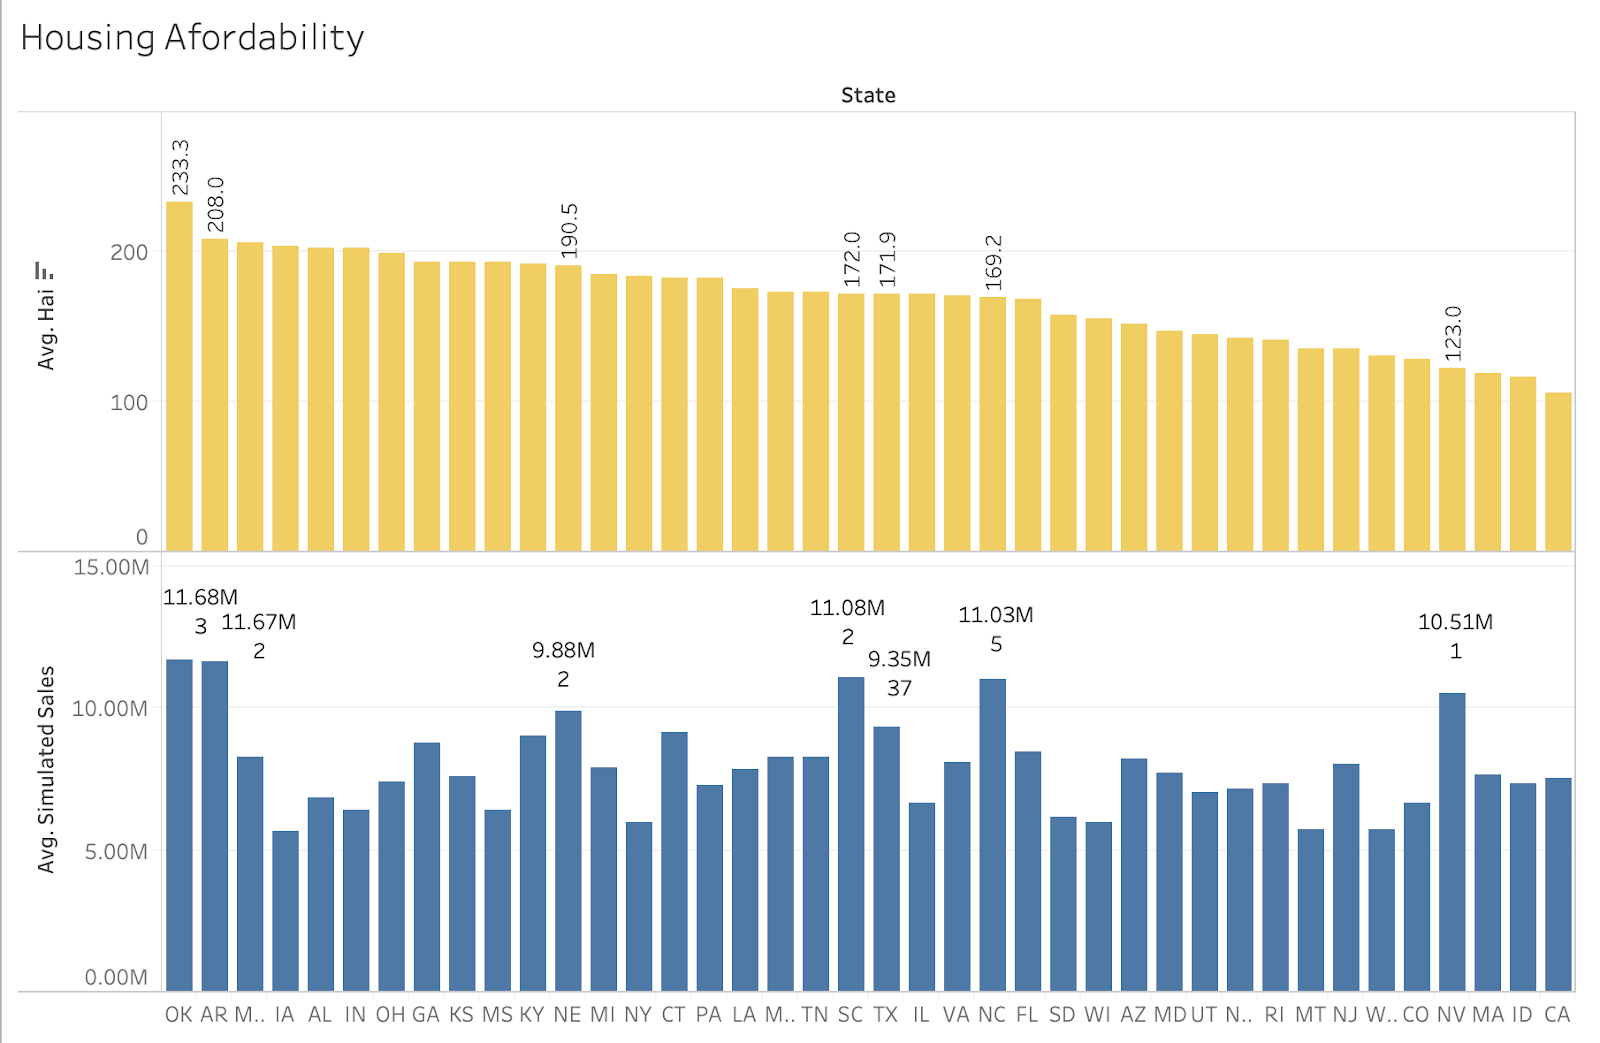 Housing Afordability
State
233.3
208.0
190.5
172.0
171.9
169.2
123.0
200
100
0
Avg. Hai
15.00M
10.00M
5.00M
0.00M
Avg. Simulated Sales
11.68M
3
11.67M
2
9.88M
2
11.08M
2
9.35M
37
11.03M
5
10.51M
1
OK AR M.. IA AL IN OH GA KS MS KY NE MI NY CT PA LA M.. TN SC TX IL VA NC FL SD WI AZ MD UT N.. RI MT NJ W.. CO NV MA ID CA